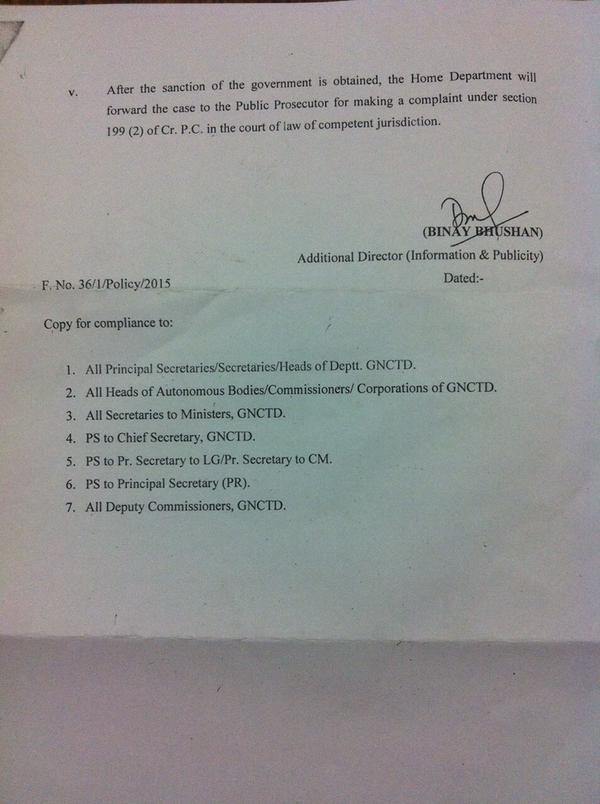 v. After the sanction of the government is obtained, the Home Department will
forward the case to the Public Prosecutor for making a complaint under section
199 (2) of Cr. P.C. in the court of law of competent jurisdiction.
(BINAY BHUSHAN)
Additional Director (Information & Publicity)
F. No. 36/1/Policy/2015
Dated:-
Copy for compliance to:
1. All Principal Secretaries/Secretaries/Heads of Deptt. GNCTD.
2. All Heads of Autonomous Bodies/Commissioners/ Corporations of GNCTD.
3. All Secretaries to Ministers, GNCTD.
4. PS to Chief Secretary, GNCTD.
5. PS to Pr. Secretary to LG/Pr. Secretary to CM.
6. PS to Principal Secretary (PR).
7. All Deputy Commissioners, GNCTD.